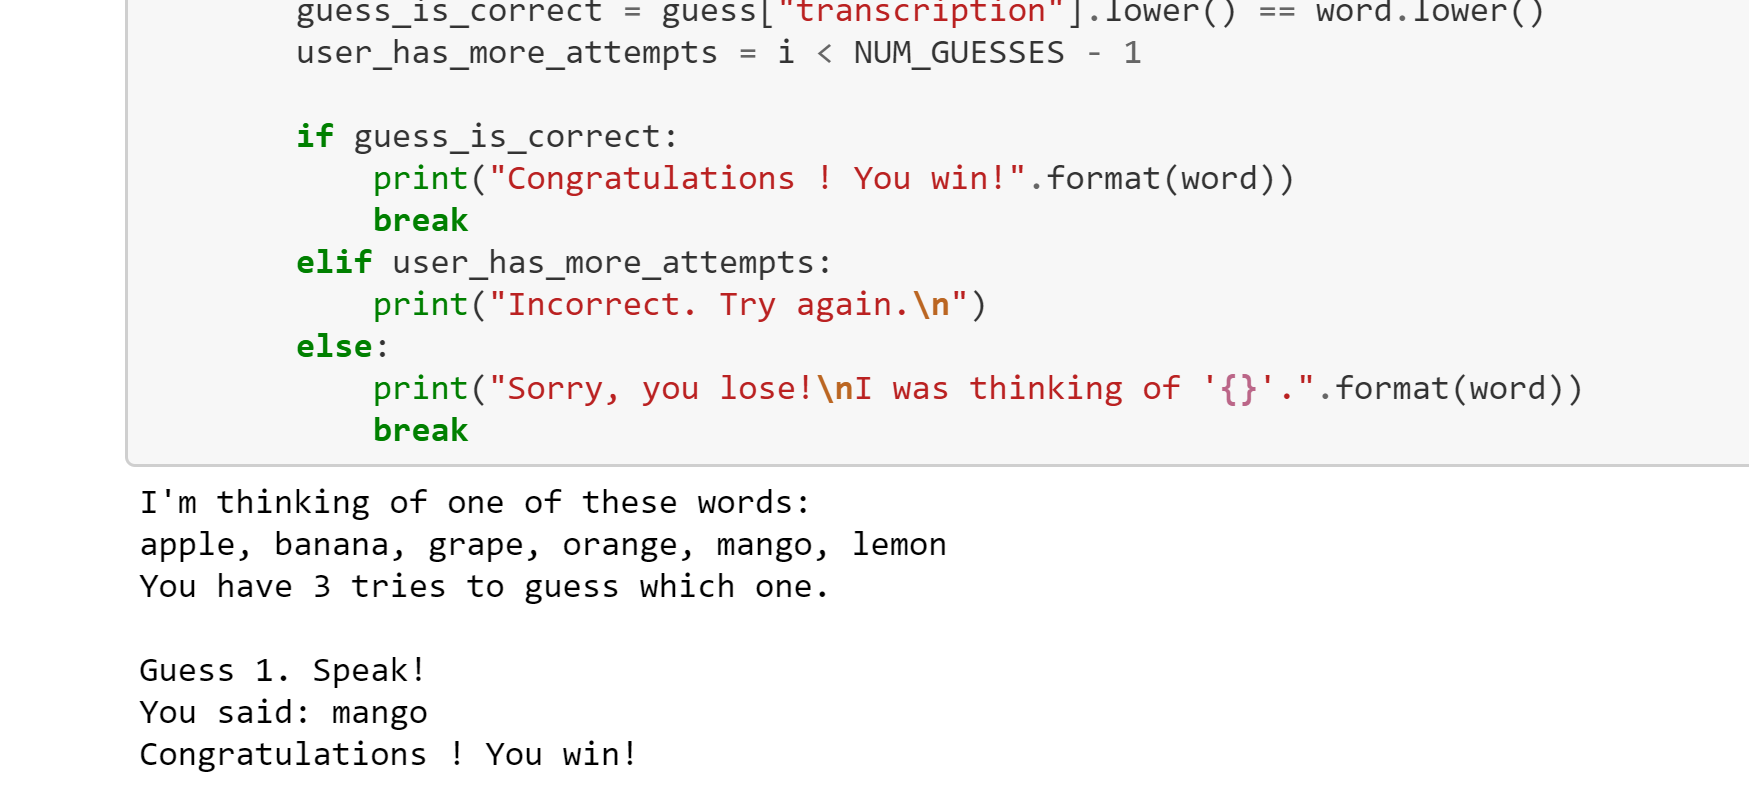 guess_is_correct = guess["transcription"].lower() == word.lower()
user_has_more_attempts = i < NUM_GUESSES - 1
if guess_is_correct:
print("Congratulations ! You win!".format(word))
break
elif user_has_more_attempts:
print("Incorrect. Try again.\n")
else:
print("Sorry, you lose!\nI was thinking of '{}'.".format(word))
break
I'm thinking of one of these words:
apple, banana, grape, orange, mango, lemon
You have 3 tries to guess which one.
Guess 1. Speak!
You said: mango
Congratulations ! You win!